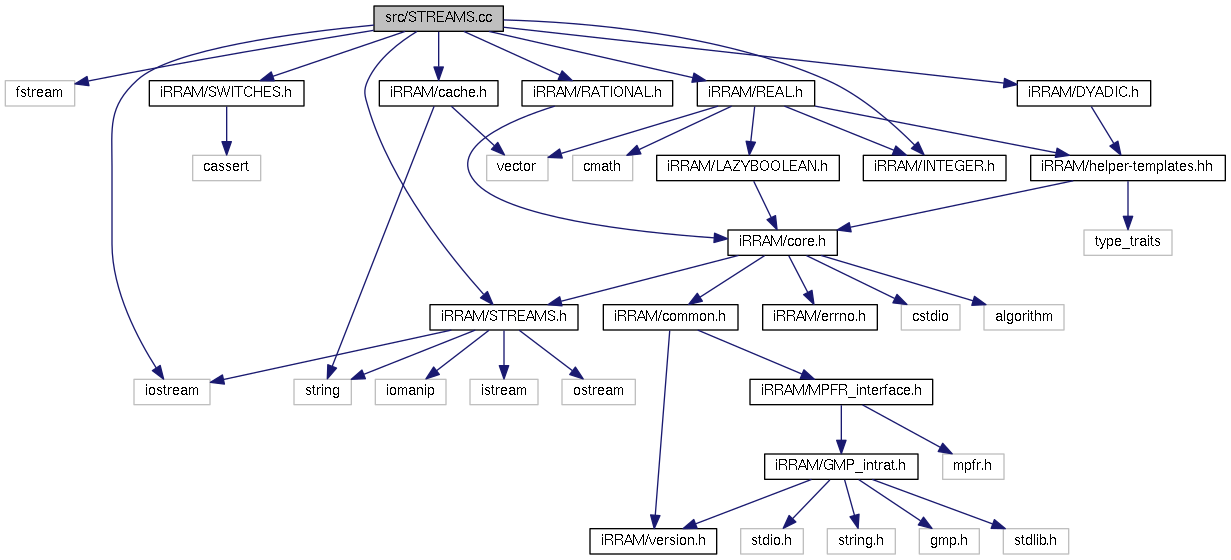 src/STREAMS.cc
fstream
iRRAM/SWITCHES.h
iRRAM/cache.h
iRRAM/RATIONAL.h
iRRAM/REAL.h
iRRAM/DYADIC.h
cassert
vector
cmath
iRRAM/LAZYBOOLEAN.h
iRRAM/INTEGER.h
iRRAM/helper-templates.hh
iRRAM/core.h
type_traits
iRRAM/STREAMS.h
iRRAM/common.h
iRRAM/errno.h
cstdio
algorithm
iostream
string
iomanip
istream
ostream
iRRAM/MPFR_interface.h
iRRAM/GMP_intrat.h
mpfr.h
iRRAM/version.h
stdio.h
string.h
gmp.h
stdlib.h